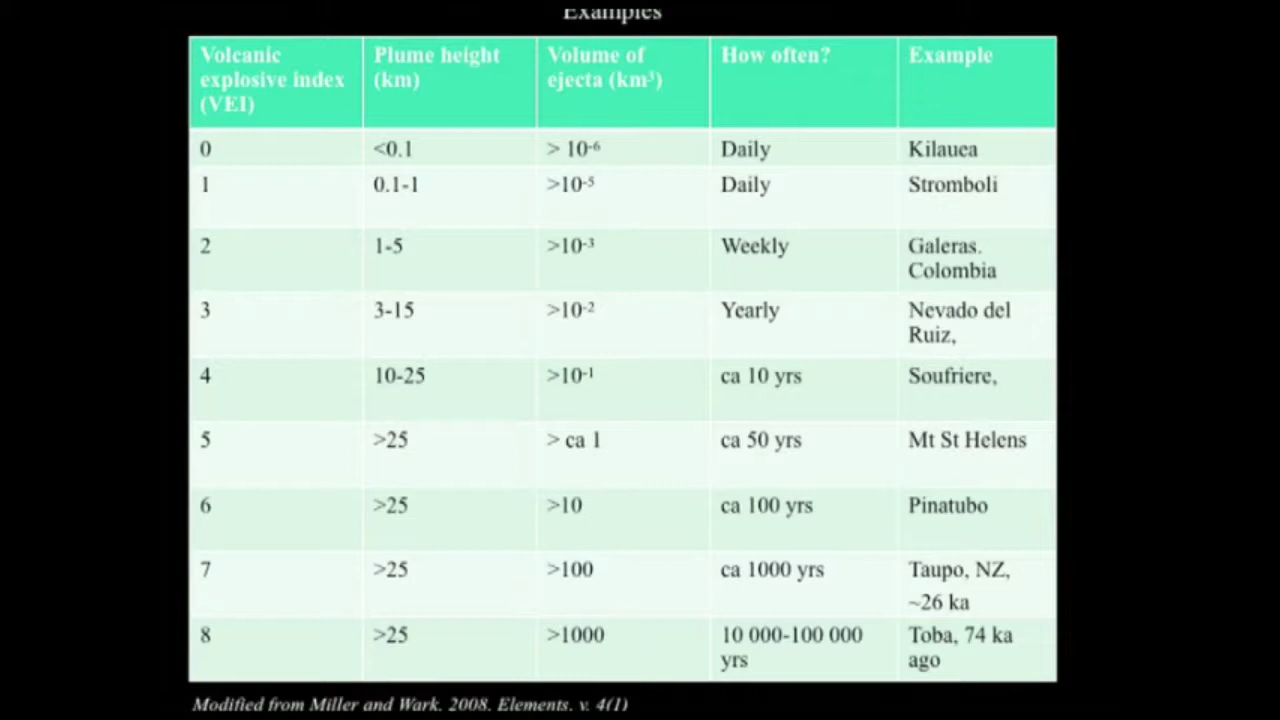 Examples
Volcanic explosive index (VEI) Plume height (km) Volume of ejecta (km³) How often? Example
0 <0.1 > 10⁻⁶ Daily Kilauea
1 0.1-1 >10⁻⁵ Daily Stromboli
2 1-5 >10⁻³ Weekly Galeras. Colombia
3 3-15 >10⁻² Yearly Nevado del Ruiz,
4 10-25 >10⁻¹ ca 10 yrs Soufriere,
5 >25 > ca 1 ca 50 yrs Mt St Helens
6 >25 >10 ca 100 yrs Pinatubo
7 >25 >100 ca 1000 yrs Taupo, NZ, ~26 ka
8 >25 >1000 10 000-100 000 yrs Toba, 74 ka ago
Modified from Miller and Wark. 2008. Elements. v. 4(1)